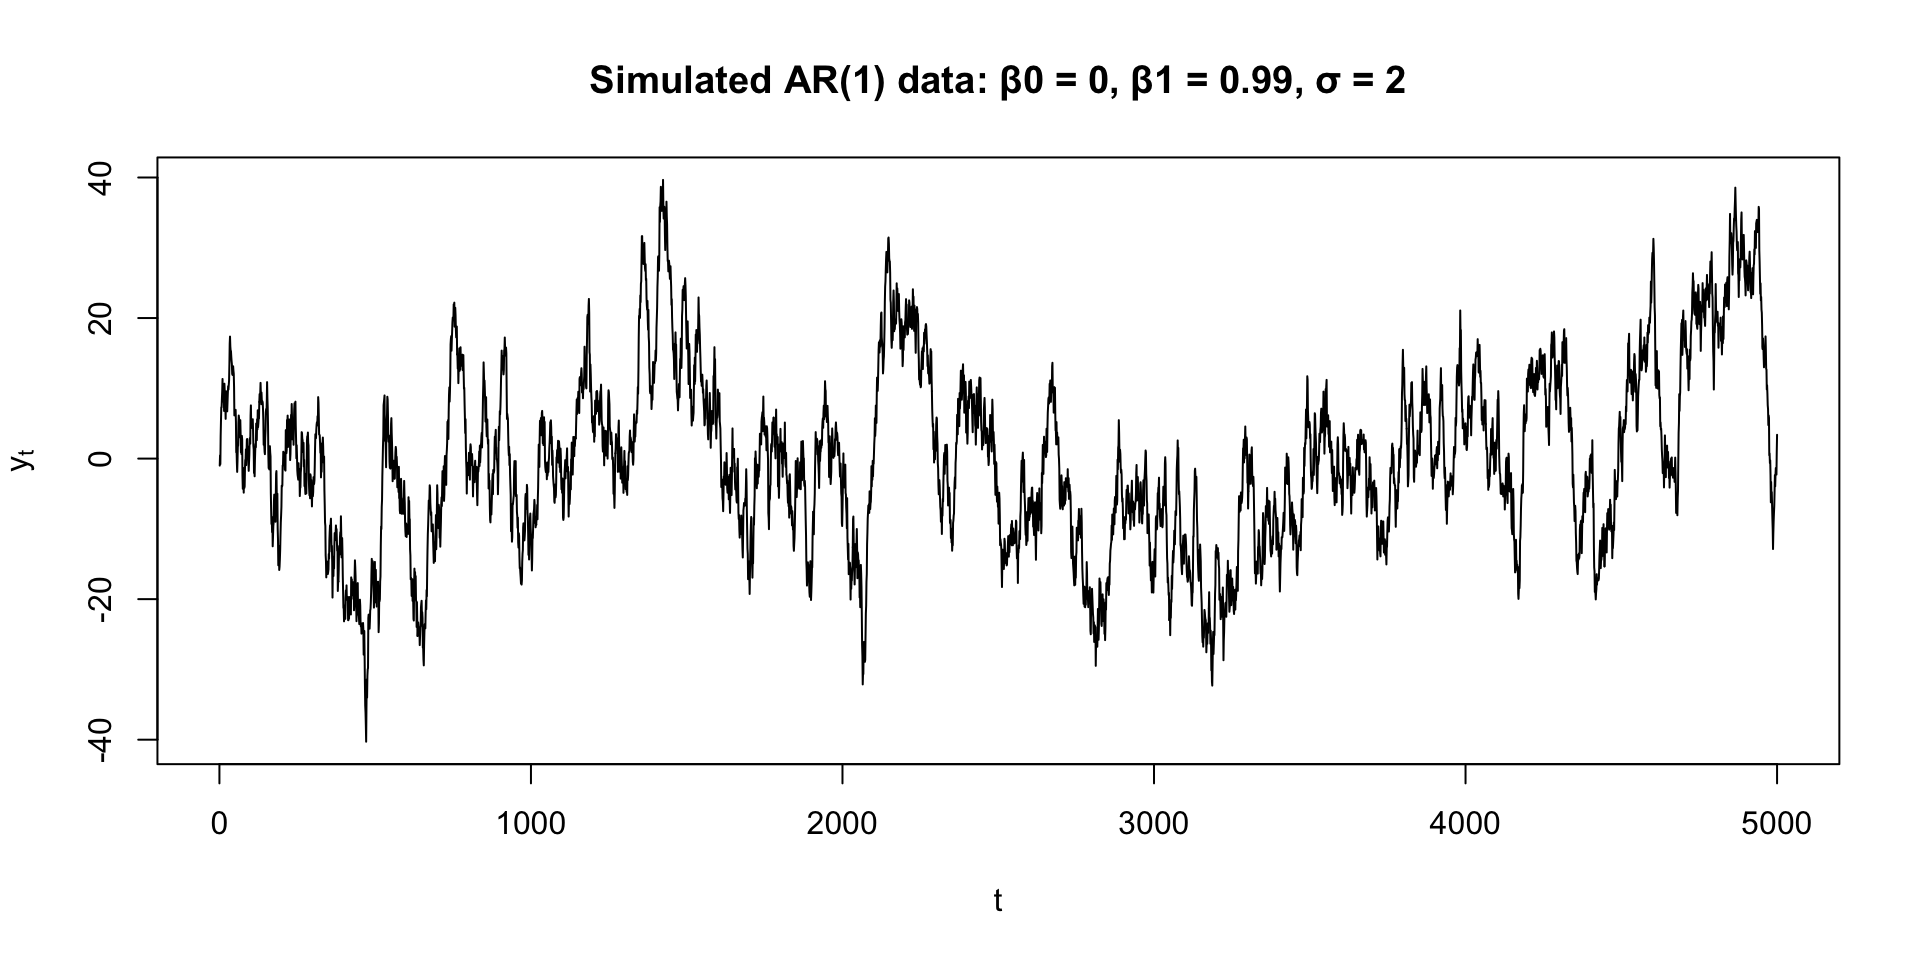 Simulated AR(1) data: β0 = 0, β1 = 0.99, σ = 2
40
20
0
-20
-40
yt
0 1000 2000 3000 4000 5000
t